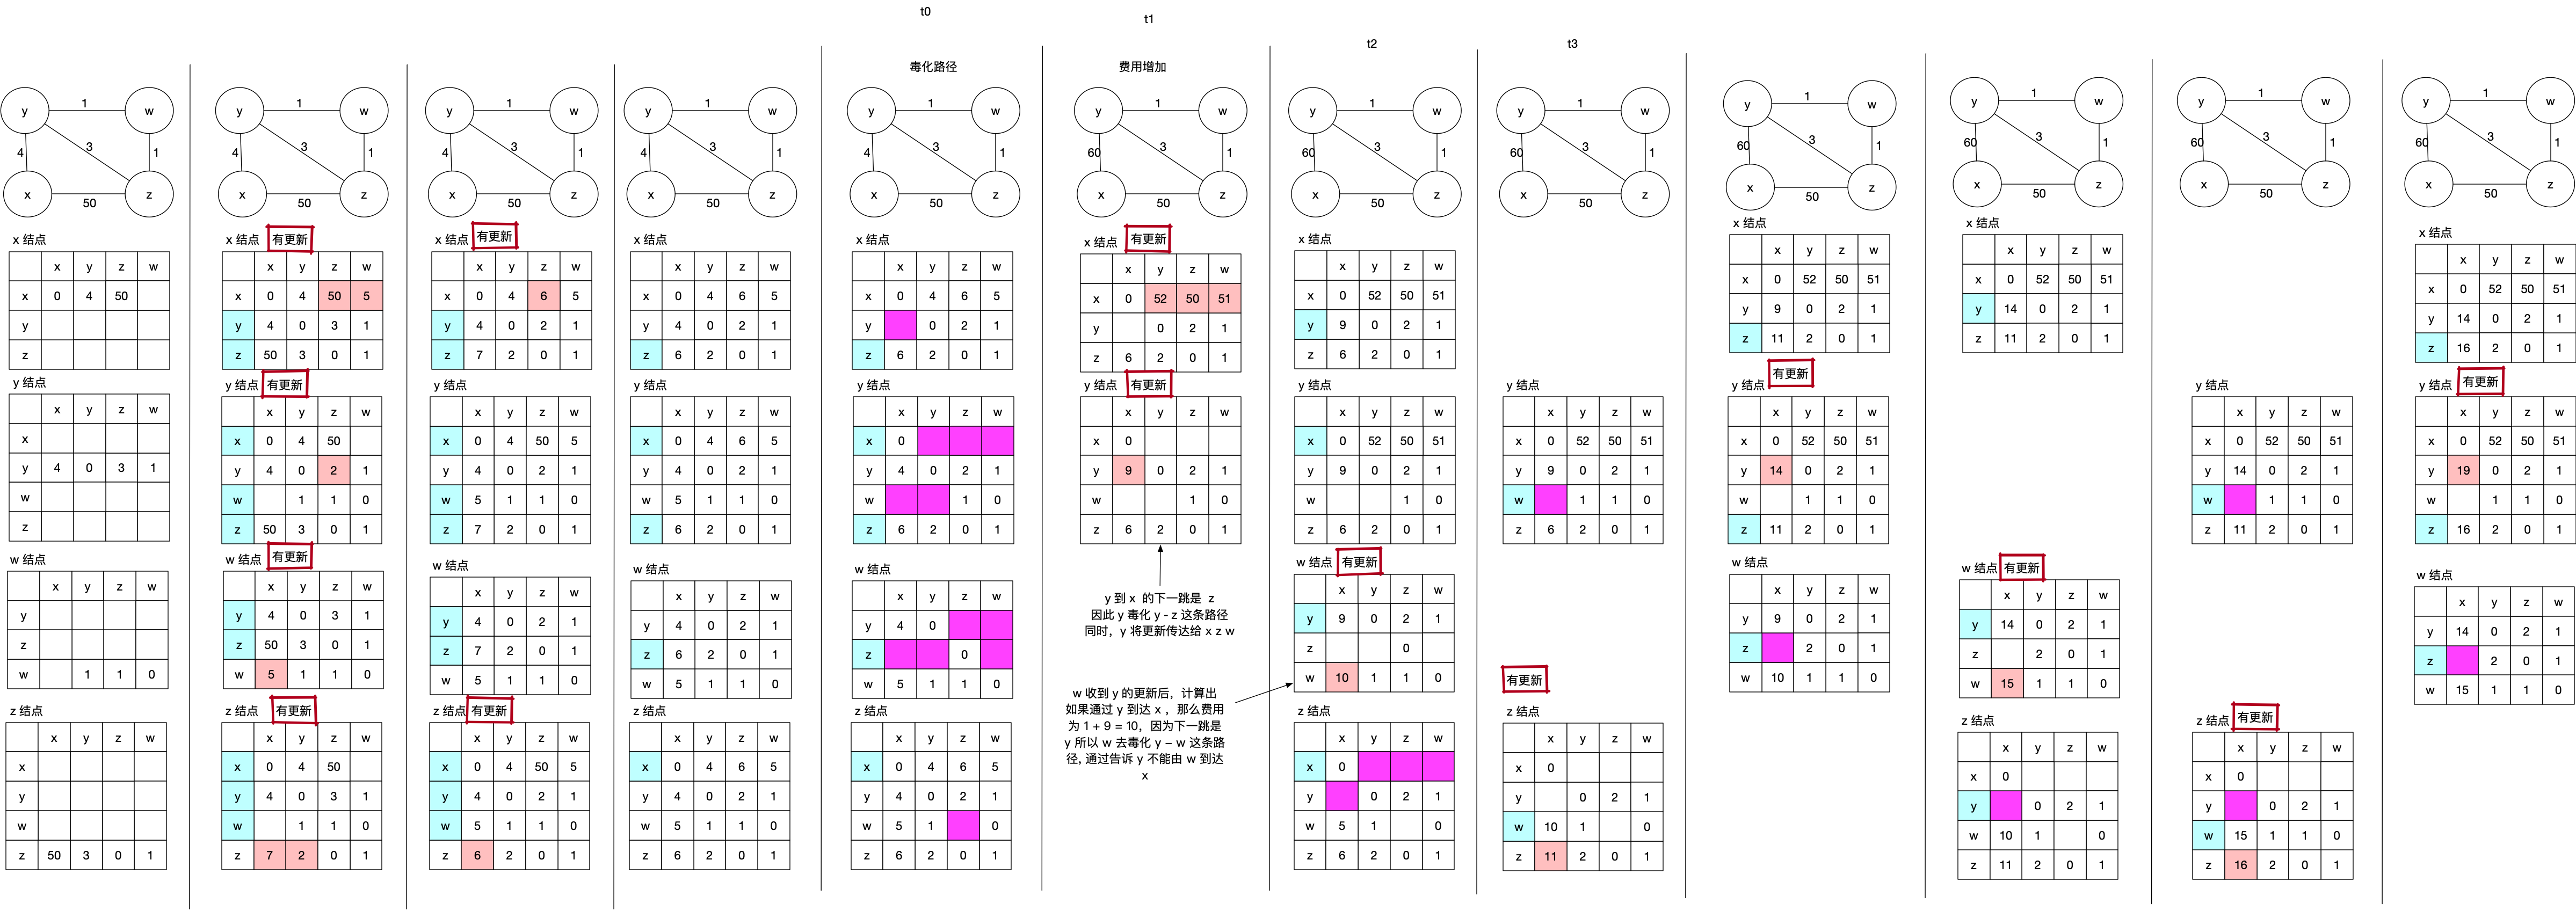 t0
t1
t2
t3
毒化路径
费用增加
y 1 w
4 3 1
x 50 z
x 结点
x y z w
x 0 4 50
y
z
y 结点
x y z w
x
y 4 0 3 1
w
z
w 结点
x y z w
y
z
w 1 1 0
z 结点
x y z w
x
y
w
z 50 3 0 1
y 1 w
4 3 1
x 50 z
x 结点 有更新
x y z w
x 0 4 50 5
y 4 0 3 1
z 50 3 0 1
y 结点 有更新
x y z w
x 0 4 50
y 4 0 2 1
w 1 1 0
z 50 3 0 1
w 结点 有更新
x y z w
y 4 0 3 1
z 50 3 0 1
w 5 1 1 0
z 结点 有更新
x y z w
x 0 4 50
y 4 0 3 1
w 1 1 0
z 7 2 0 1
y 1 w
4 3 1
x 50 z
x 结点 有更新
x y z w
x 0 4 6 5
y 4 0 2 1
z 7 2 0 1
y 结点
x y z w
x 0 4 50 5
y 4 0 2 1
w 5 1 1 0
z 7 2 0 1
w 结点
x y z w
y 4 0 2 1
z 7 2 0 1
w 5 1 1 0
z 结点 有更新
x y z w
x 0 4 50 5
y 4 0 2 1
w 5 1 1 0
z 6 2 0 1
y 1 w
4 3 1
x 50 z
x 结点
x y z w
x 0 4 6 5
y 4 0 2 1
z 6 2 0 1
y 结点
x y z w
x 0 4 6 5
y 4 0 2 1
w 5 1 1 0
z 6 2 0 1
w 结点
x y z w
y 4 0 2 1
z 6 2 0 1
w 5 1 1 0
z 结点
x y z w
x 0 4 6 5
y 4 0 2 1
w 5 1 1 0
z 6 2 0 1
y 1 w
4 3 1
x 50 z
x 结点
x y z w
x 0 4 6 5
y 0 2 1
z 6 2 0 1
y 结点
x y z w
x 0
y 4 0 2 1
w 1 0
z 6 2 0 1
w 结点
x y z w
y 4 0
z 0
w 5 1 1 0
z 结点
x y z w
x 0 4 6 5
y 4 0 2 1
w 5 1 0
z 6 2 0 1
y 1 w
60 3 1
x 50 z
x 结点 有更新
x y z w
x 0 52 50 51
y 0 2 1
z 6 2 0 1
y 结点 有更新
x y z w
x 0
y 9 0 2 1
w 1 0
z 6 2 0 1
y 到 x 的下一跳是 z
因此 y 毒化 y - z 这条路径
同时，y 将更新传达给 x z w
w 收到 y 的更新后，计算出
如果通过 y 到达 x ，那么费用
为 1 + 9 = 10，因为下一跳是
y 所以 w 去毒化 y – w 这条路
径, 通过告诉 y 不能由 w 到达
x
y 1 w
60 3 1
x 50 z
x 结点
x y z w
x 0 52 50 51
y 9 0 2 1
z 6 2 0 1
y 结点
x y z w
x 0 52 50 51
y 9 0 2 1
w 1 0
z 6 2 0 1
w 结点 有更新
x y z w
y 9 0 2 1
z 0
w 10 1 1 0
z 结点
x y z w
x 0
y 0 2 1
w 5 1 0
z 6 2 0 1
y 1 w
60 3 1
x 50 z
y 结点
x y z w
x 0 52 50 51
y 9 0 2 1
w 1 1 0
z 6 2 0 1
有更新
z 结点
x y z w
x 0
y 0 2 1
w 10 1 0
z 11 2 0 1
y 1 w
60 3 1
x 50 z
x 结点
x y z w
x 0 52 50 51
y 9 0 2 1
z 11 2 0 1
有更新
y 结点
x y z w
x 0 52 50 51
y 14 0 2 1
w 1 1 0
z 11 2 0 1
w 结点
x y z w
y 9 0 2 1
z 2 0 1
w 10 1 1 0
y 1 w
60 3 1
x 50 z
x 结点
x y z w
x 0 52 50 51
y 14 0 2 1
z 11 2 0 1
w 结点 有更新
x y z w
y 14 0 2 1
z 2 0 1
w 15 1 1 0
z 结点
x y z w
x 0
y 0 2 1
w 10 1 0
z 11 2 0 1
y 1 w
60 3 1
x 50 z
y 结点
x y z w
x 0 52 50 51
y 14 0 2 1
w 1 1 0
z 11 2 0 1
z 结点 有更新
x y z w
x 0
y 0 2 1
w 15 1 1 0
z 16 2 0 1
y 1 w
60 3 1
x 50 z
x 结点
x y z w
x 0 52 50 51
y 14 0 2 1
z 16 2 0 1
y 结点 有更新
x y z w
x 0 52 50 51
y 19 0 2 1
w 1 1 0
z 16 2 0 1
w 结点
x y z w
y 14 0 2 1
z 2 0 1
w 15 1 1 0